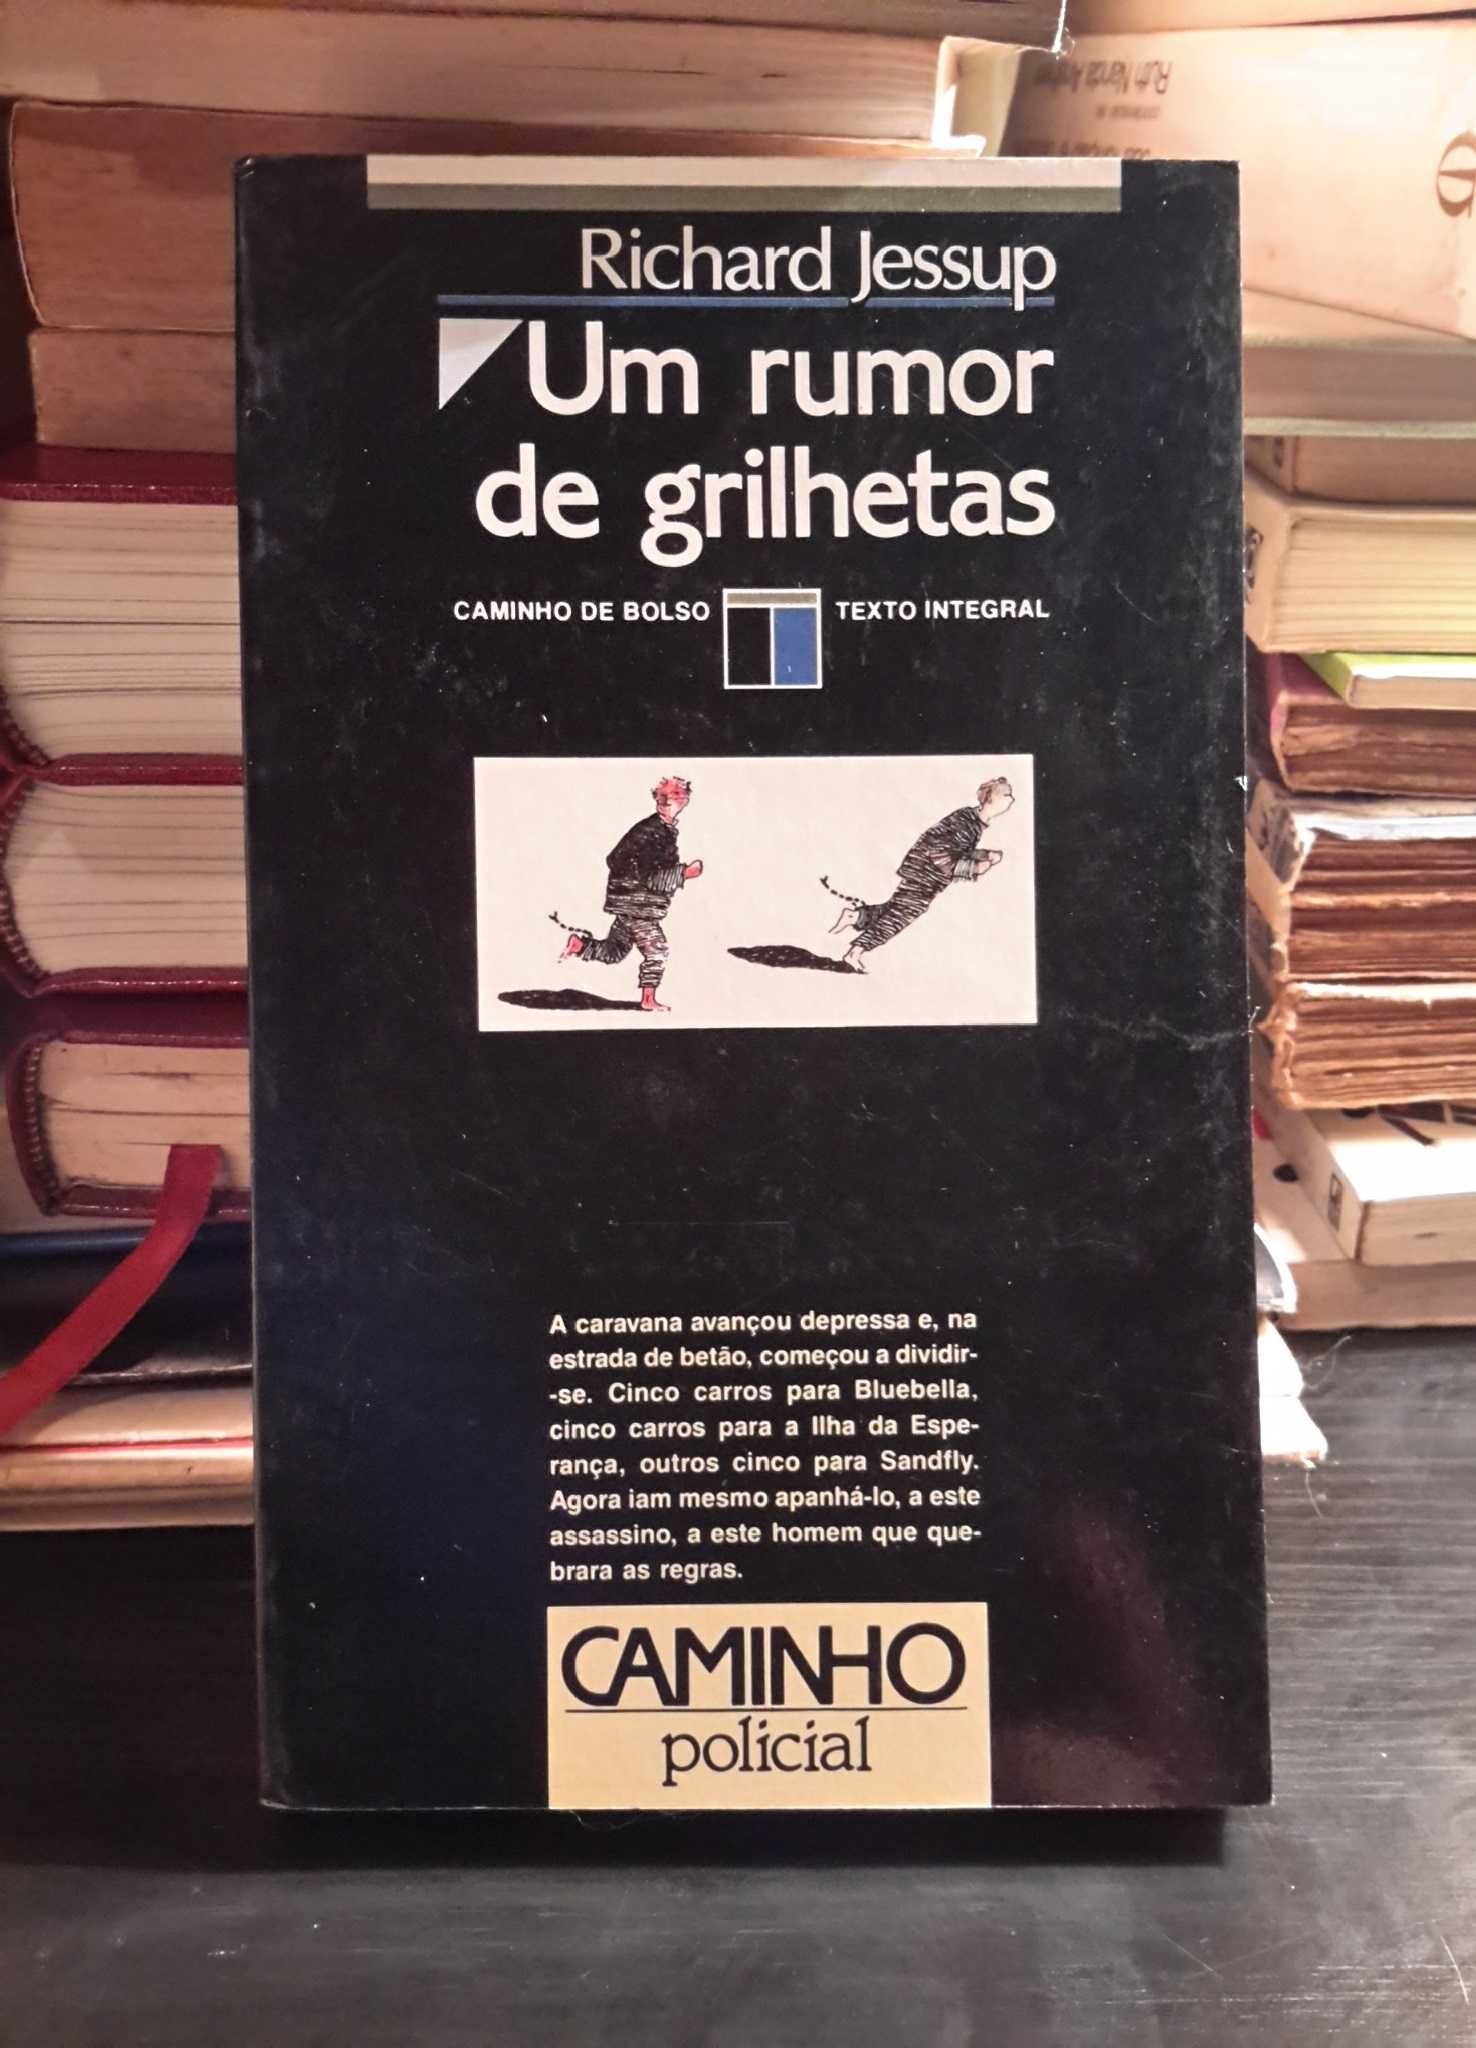 Richard Jessup
Um rumor
de grilhetas
CAMINHO DE BOLSO TEXTO INTEGRAL
A caravana avançou depressa e, na
estrada de betão, começou a dividir-
-se. Cinco carros para Bluebella,
cinco carros para a Ilha da Espe-
rança, outros cinco para Sandfly.
Agora iam mesmo apanhá-lo, a este
assassino, a este homem que que-
brara as regras.
CAMINHO
policial